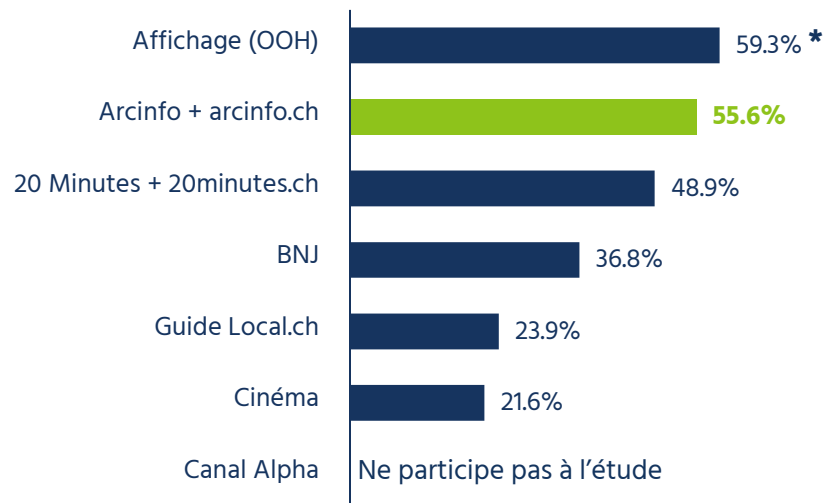 Affichage (OOH) 59.3% *
Arcinfo + arcinfo.ch 55.6%
20 Minutes + 20minutes.ch 48.9%
BNJ 36.8%
Guide Local.ch 23.9%
Cinéma 21.6%
Canal Alpha Ne participe pas à l’étude